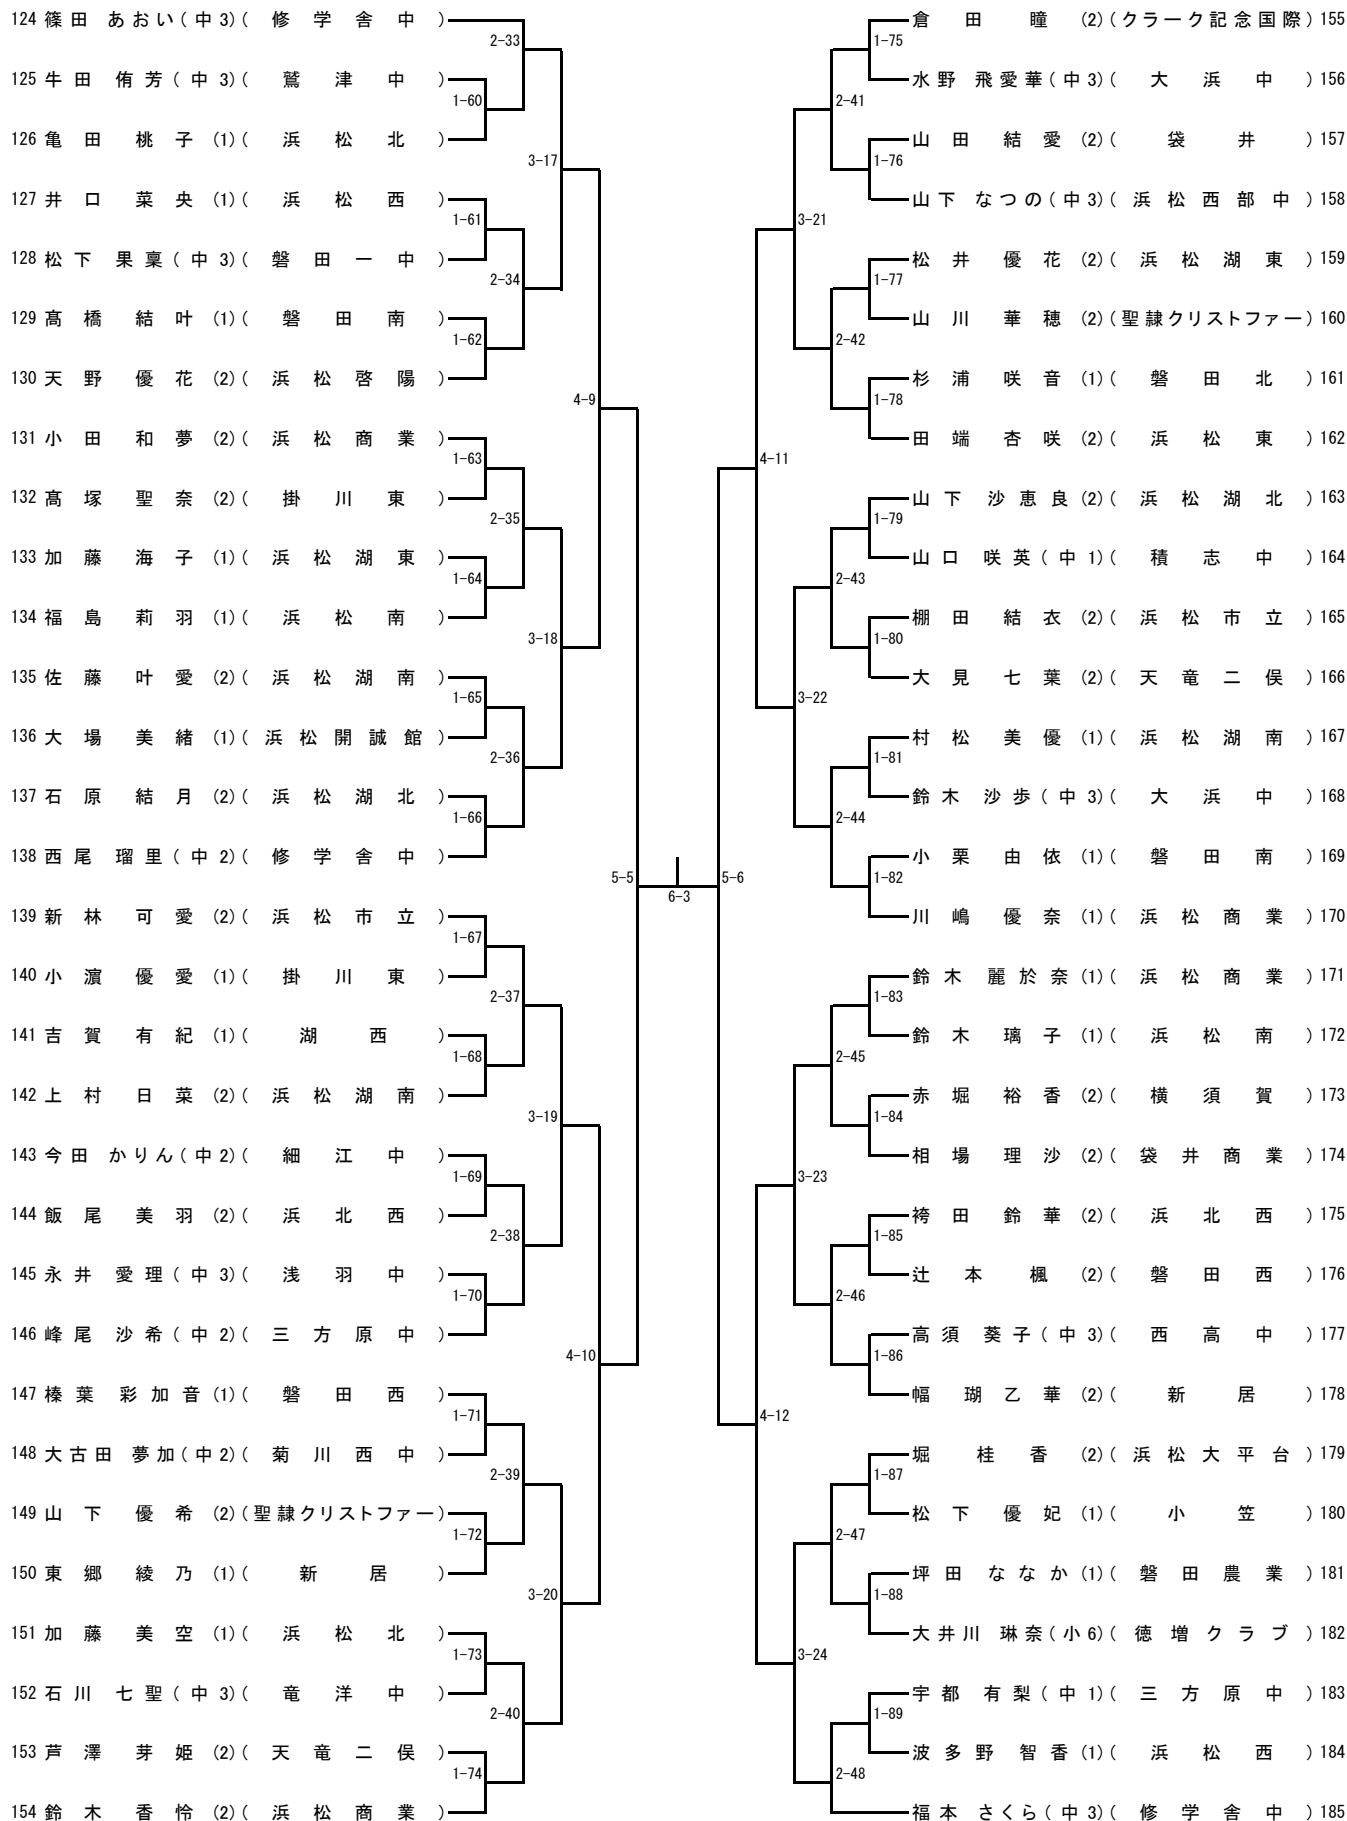 124 篠田 あおい(中3)(修学舎中)
2-33
125 牛田 侑芳(中3)(鷲津中)
1-60
126 亀田 桃子(1)(浜松北)
3-17
127 井口 菜央(1)(浜松西)
1-61
128 松下 果稟(中3)(磐田一中)
2-34
129 髙橋 結叶(1)(磐田南)
1-62
130 天野 優花(2)(浜松啓陽)
4-9
131 小田 和夢(2)(浜松商業)
1-63
132 髙塚 聖奈(2)(掛川東)
2-35
133 加藤 海子(1)(浜松湖東)
1-64
134 福島 莉羽(1)(浜松南)
3-18
135 佐藤 叶愛(2)(浜松湖南)
1-65
136 大場 美緒(1)(浜松開誠館)
2-36
137 石原 結月(2)(浜松湖北)
1-66
138 西尾 瑠里(中2)(修学舎中)
5-5
139 新林 可愛(2)(浜松市立)
1-67
140 小濵 優愛(1)(掛川東)
2-37
141 吉賀 有紀(1)(湖西)
1-68
142 上村 日菜(2)(浜松湖南)
3-19
143 今田 かりん(中2)(細江中)
1-69
144 飯尾 美羽(2)(浜北西)
2-38
145 永井 愛理(中3)(浅羽中)
1-70
146 峰尾 沙希(中2)(三方原中)
4-10
147 榛葉 彩加音(1)(磐田西)
1-71
148 大古田 夢加(中2)(菊川西中)
2-39
149 山下 優希(2)(聖隷クリストファー)
1-72
150 東郷 綾乃(1)(新居)
3-20
151 加藤 美空(1)(浜松北)
1-73
152 石川 七聖(中3)(竜洋中)
2-40
153 芦澤 芽姫(2)(天竜二俣)
1-74
154 鈴木 香怜(2)(浜松商業)
6-3
倉田 瞳(2)(クラーク記念国際)155
1-75
水野 飛愛華(中3)(大浜中)156
2-41
山田 結愛(2)(袋井)157
1-76
山下 なつの(中3)(浜松西部中)158
3-21
松井 優花(2)(浜松湖東)159
1-77
山川 華穂(2)(聖隷クリストファー)160
2-42
杉浦 咲音(1)(磐田北)161
1-78
田端 杏咲(2)(浜松東)162
4-11
山下 沙恵良(2)(浜松湖北)163
1-79
山口 咲英(中1)(積志中)164
2-43
棚田 結衣(2)(浜松市立)165
1-80
大見 七葉(2)(天竜二俣)166
3-22
村松 美優(1)(浜松湖南)167
1-81
鈴木 沙歩(中3)(大浜中)168
2-44
小栗 由依(1)(磐田南)169
1-82
川嶋 優奈(1)(浜松商業)170
5-6
鈴木 麗於奈(1)(浜松商業)171
1-83
鈴木 璃子(1)(浜松南)172
2-45
赤堀 裕香(2)(横須賀)173
1-84
相場 理沙(2)(袋井商業)174
3-23
袴田 鈴華(2)(浜北西)175
1-85
辻本 楓(2)(磐田西)176
2-46
高須 葵子(中3)(西高中)177
1-86
幅 瑚乙華(2)(新居)178
4-12
堀 桂香(2)(浜松大平台)179
1-87
松下 優妃(1)(小笠)180
2-47
坪田 ななか(1)(磐田農業)181
1-88
大井川 琳奈(小6)(徳増クラブ)182
3-24
宇都 有梨(中1)(三方原中)183
1-89
波多野 智香(1)(浜松西)184
2-48
福本 さくら(中3)(修学舎中)185